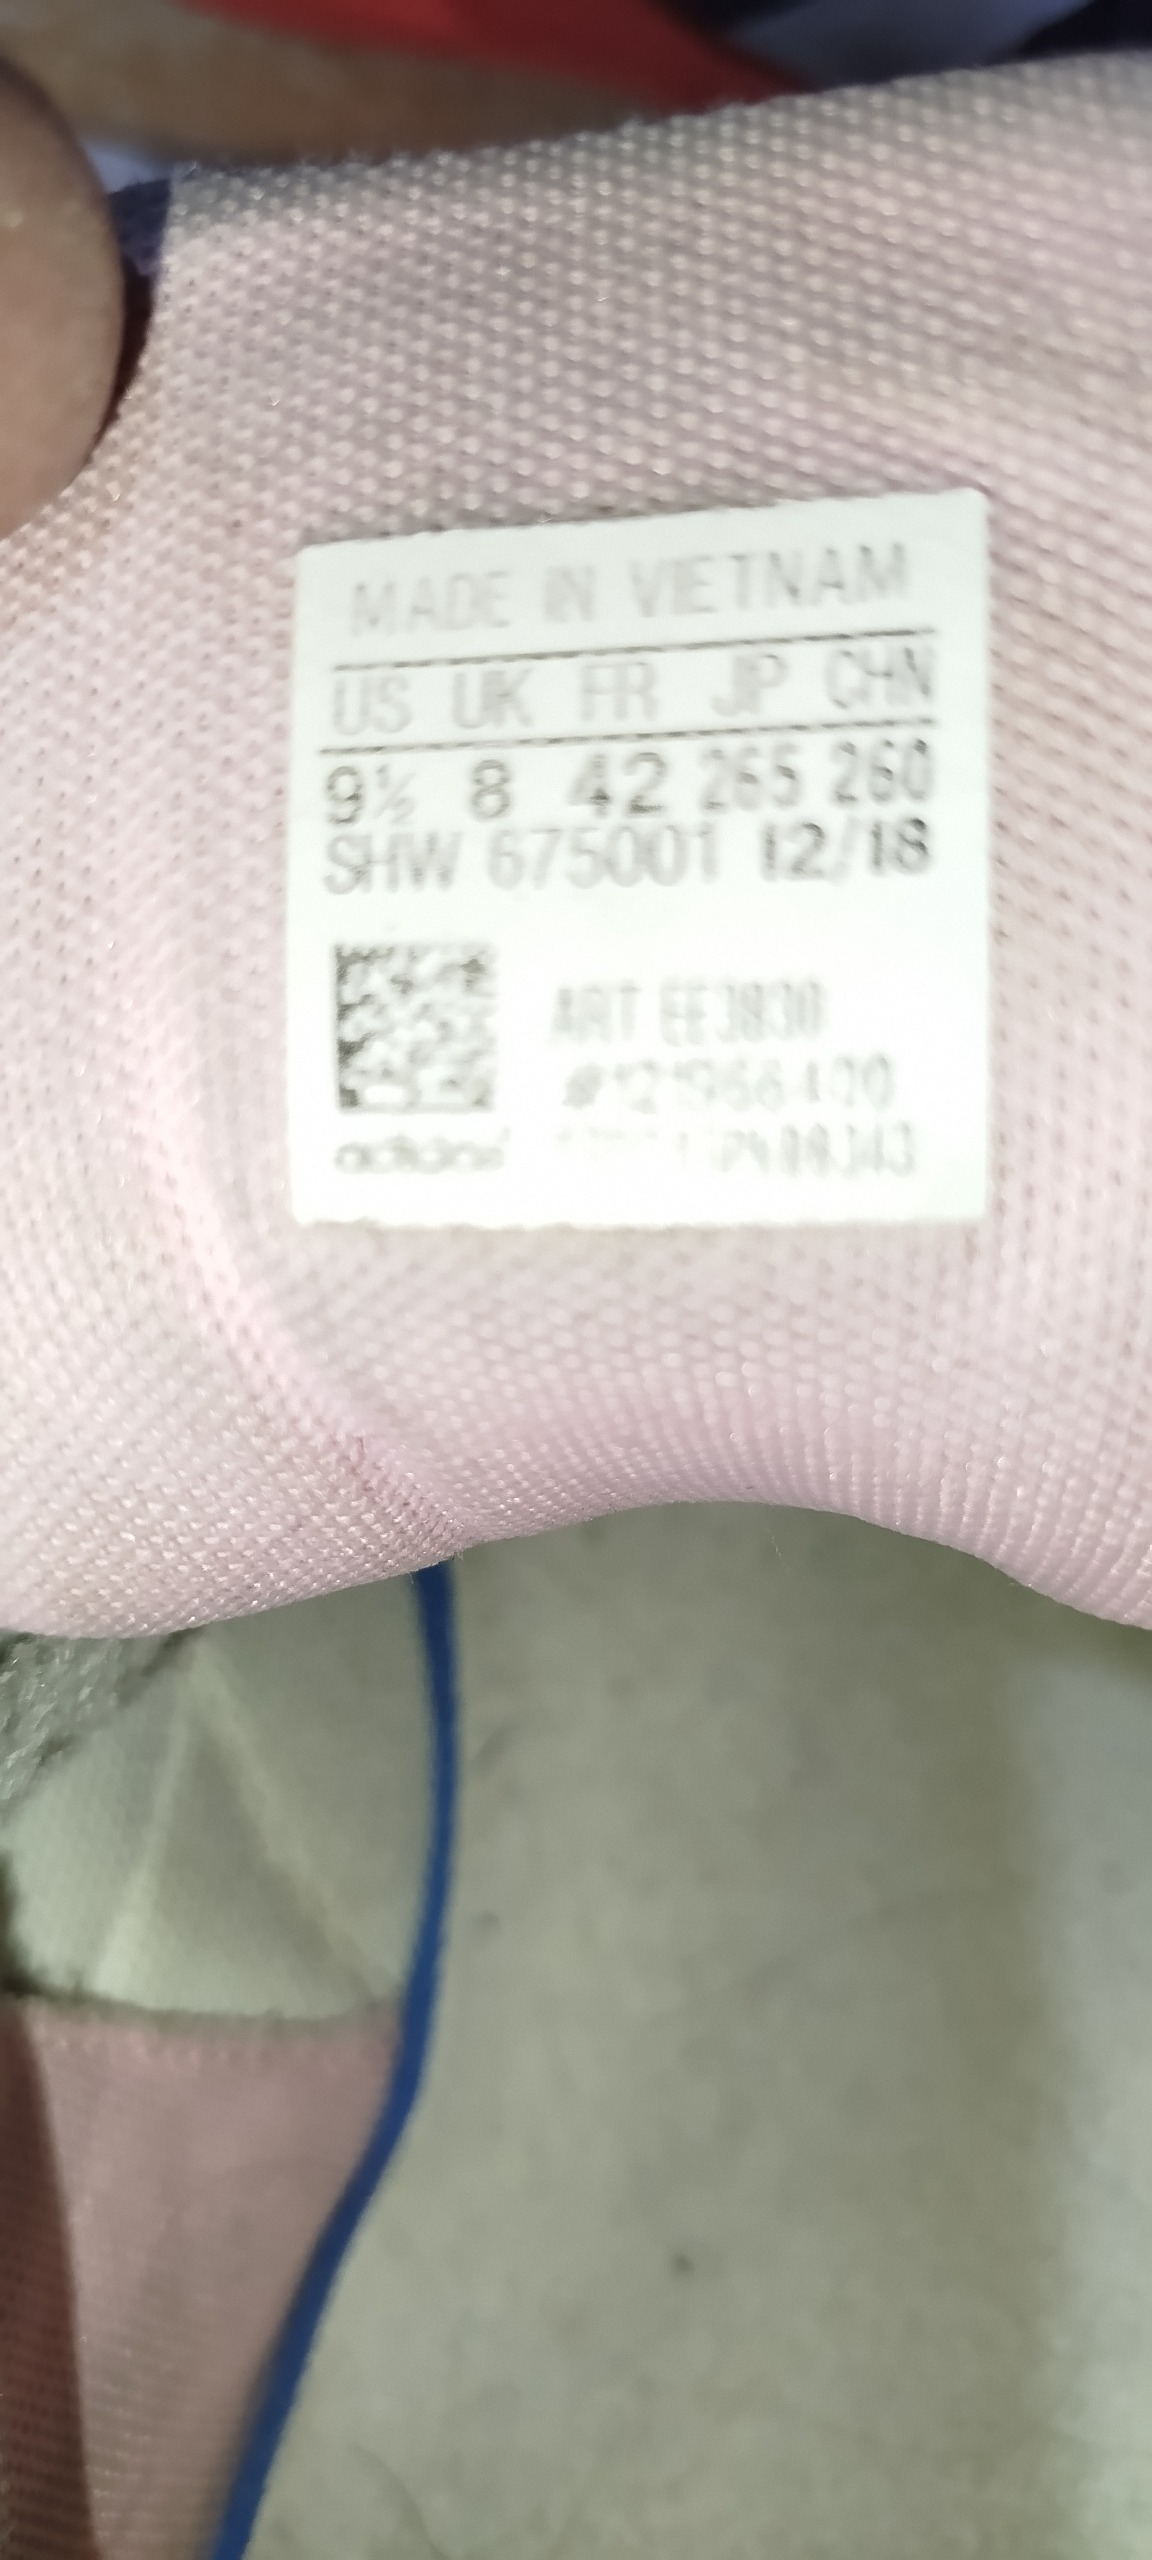 MADE IN VIETNAM
US UK FR JP CHN
9½ 8 42 265 260
SHW 675001 12/18
ART EE3830
adidas